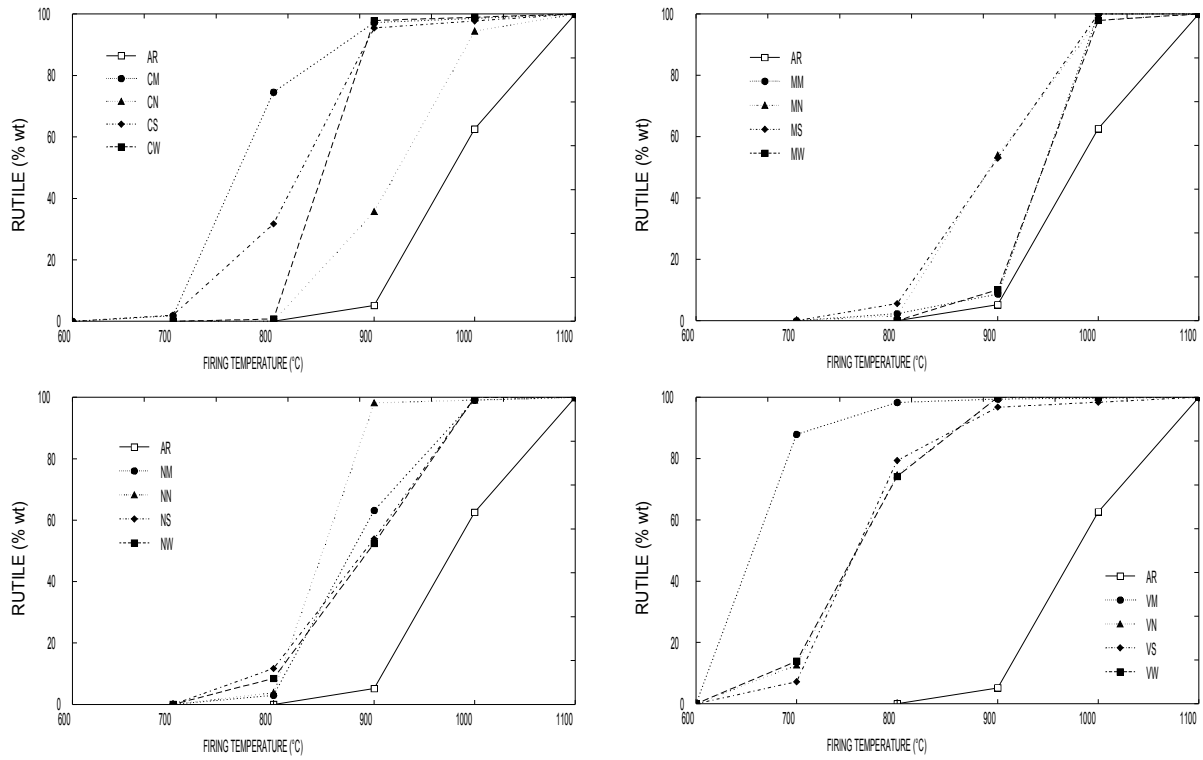 100
80
60
40
20
0
RUTILE (% wt)
AR
CM
CN
CS
CW
600 700 800 900 1000 1100
FIRING TEMPERATURE (°C)
100
80
60
40
20
0
RUTILE (% wt)
AR
MM
MN
MS
MW
600 700 800 900 1000 1100
FIRING TEMPERATURE (°C)
100
80
60
40
20
0
RUTILE (% wt)
AR
NM
NN
NS
NW
600 700 800 900 1000 1100
FIRING TEMPERATURE (°C)
100
80
60
40
20
0
RUTILE (% wt)
AR
VM
VN
VS
VW
600 700 800 900 1000 1100
FIRING TEMPERATURE (°C)